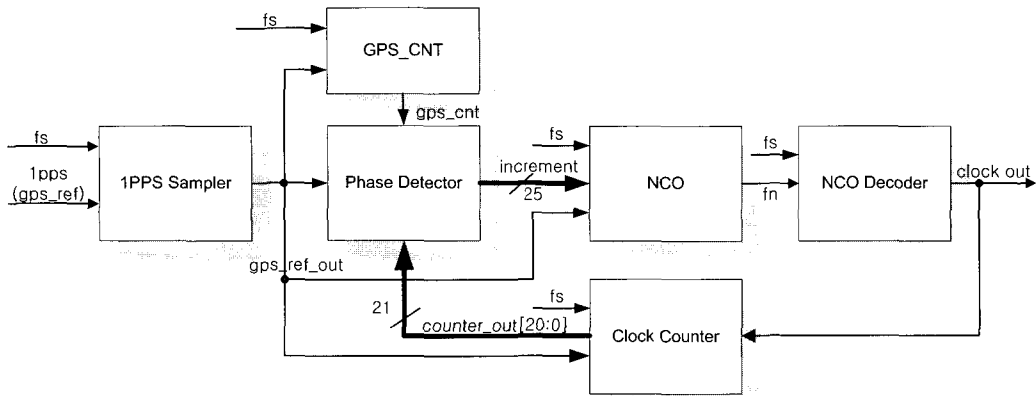 fs
GPS_CNT
gps_cnt
fs
1pps
(gps_ref)
1PPS Sampler
Phase Detector
increment
25
fs
NCO
fs
fn
NCO Decoder
clock out
gps_ref_out
21
counter_out[20:0]
fs
Clock Counter